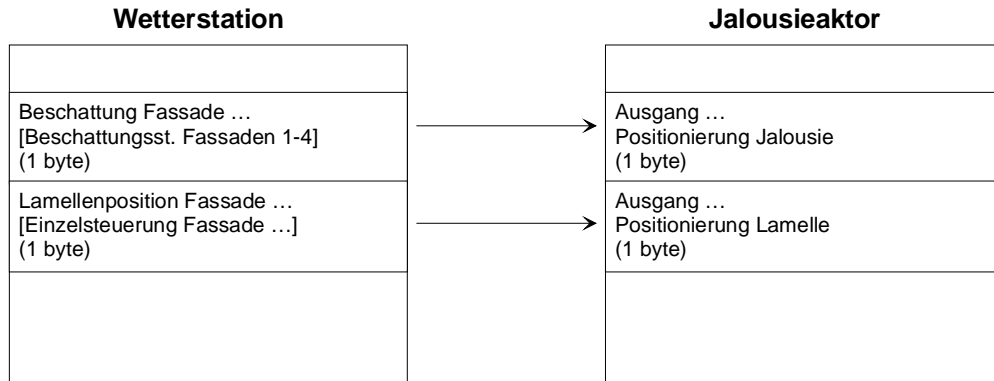 Wetterstation
Jalousieaktor
Beschattung Fassade …
[Beschattungsst. Fassaden 1-4]
(1 byte)
Ausgang …
Positionierung Jalousie
(1 byte)
Lamellenposition Fassade …
[Einzelsteuerung Fassade …]
(1 byte)
Ausgang …
Positionierung Lamelle
(1 byte)